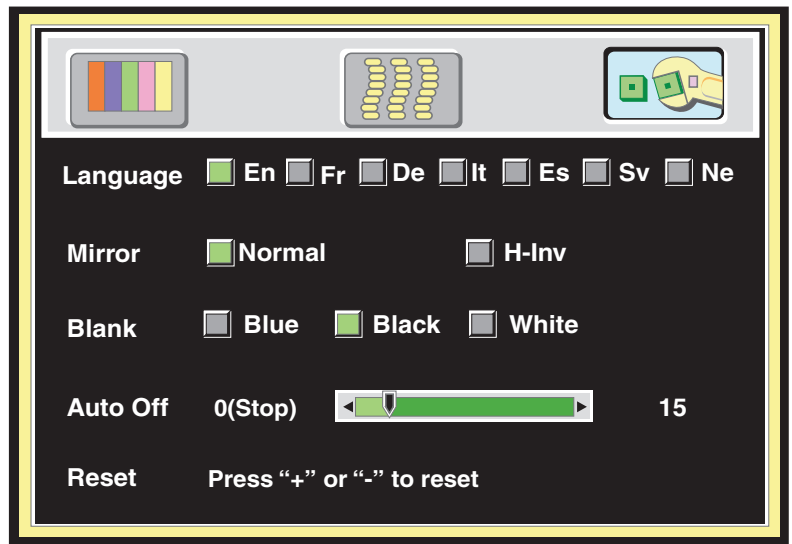 Language En Fr De It Es Sv Ne
Mirror Normal H-Inv
Blank Blue Black White
Auto Off 0(Stop) 15
Reset Press “+” or “-” to reset